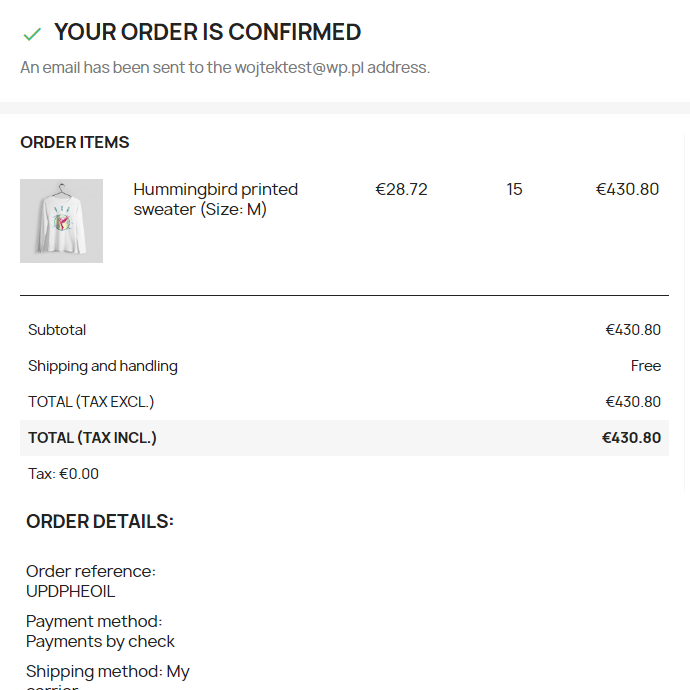 YOUR ORDER IS CONFIRMED
An email has been sent to the wojtektest@wp.pl address.
ORDER ITEMS
Hummingbird printed €28.72 15 €430.80
sweater (Size: M)
Subtotal €430.80
Shipping and handling Free
TOTAL (TAX EXCL.) €430.80
TOTAL (TAX INCL.) €430.80
Tax: €0.00
ORDER DETAILS:
Order reference:
UPDPHEOIL
Payment method:
Payments by check
Shipping method: My
carrier